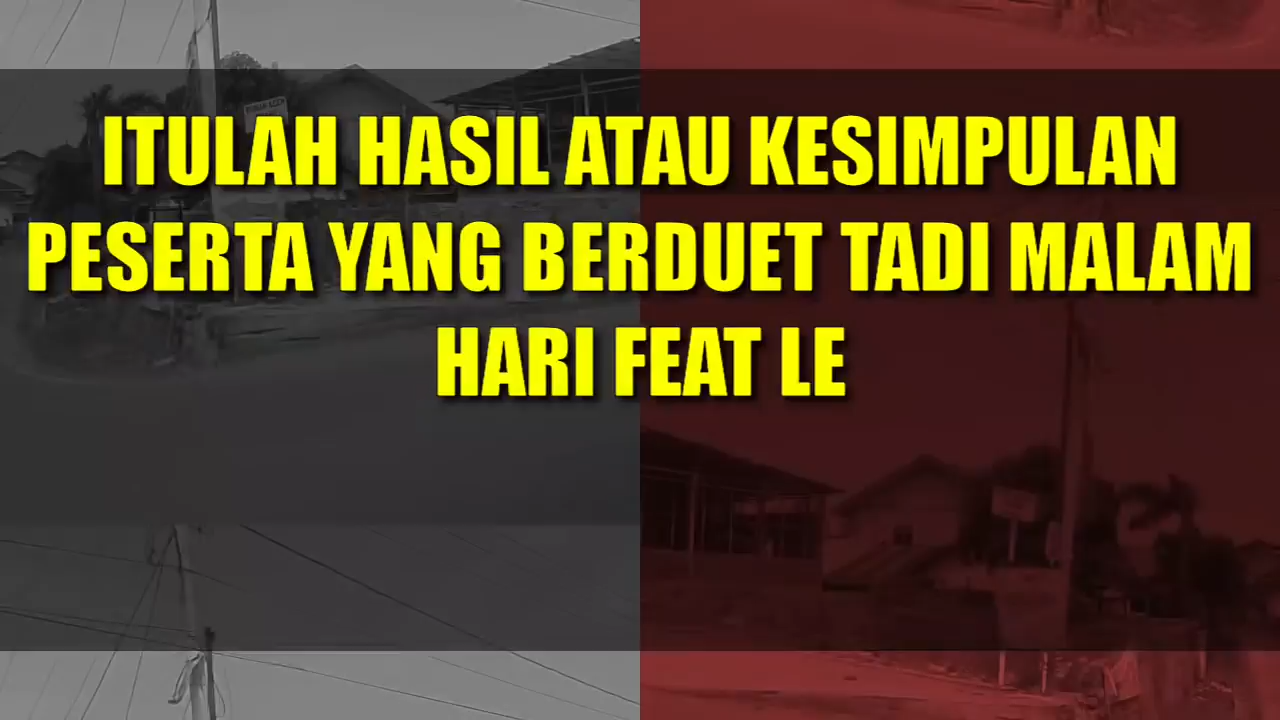 ITULAH HASIL ATAU KESIMPULAN
PESERTA YANG BERDUET TADI MALAM
HARI FEAT LE